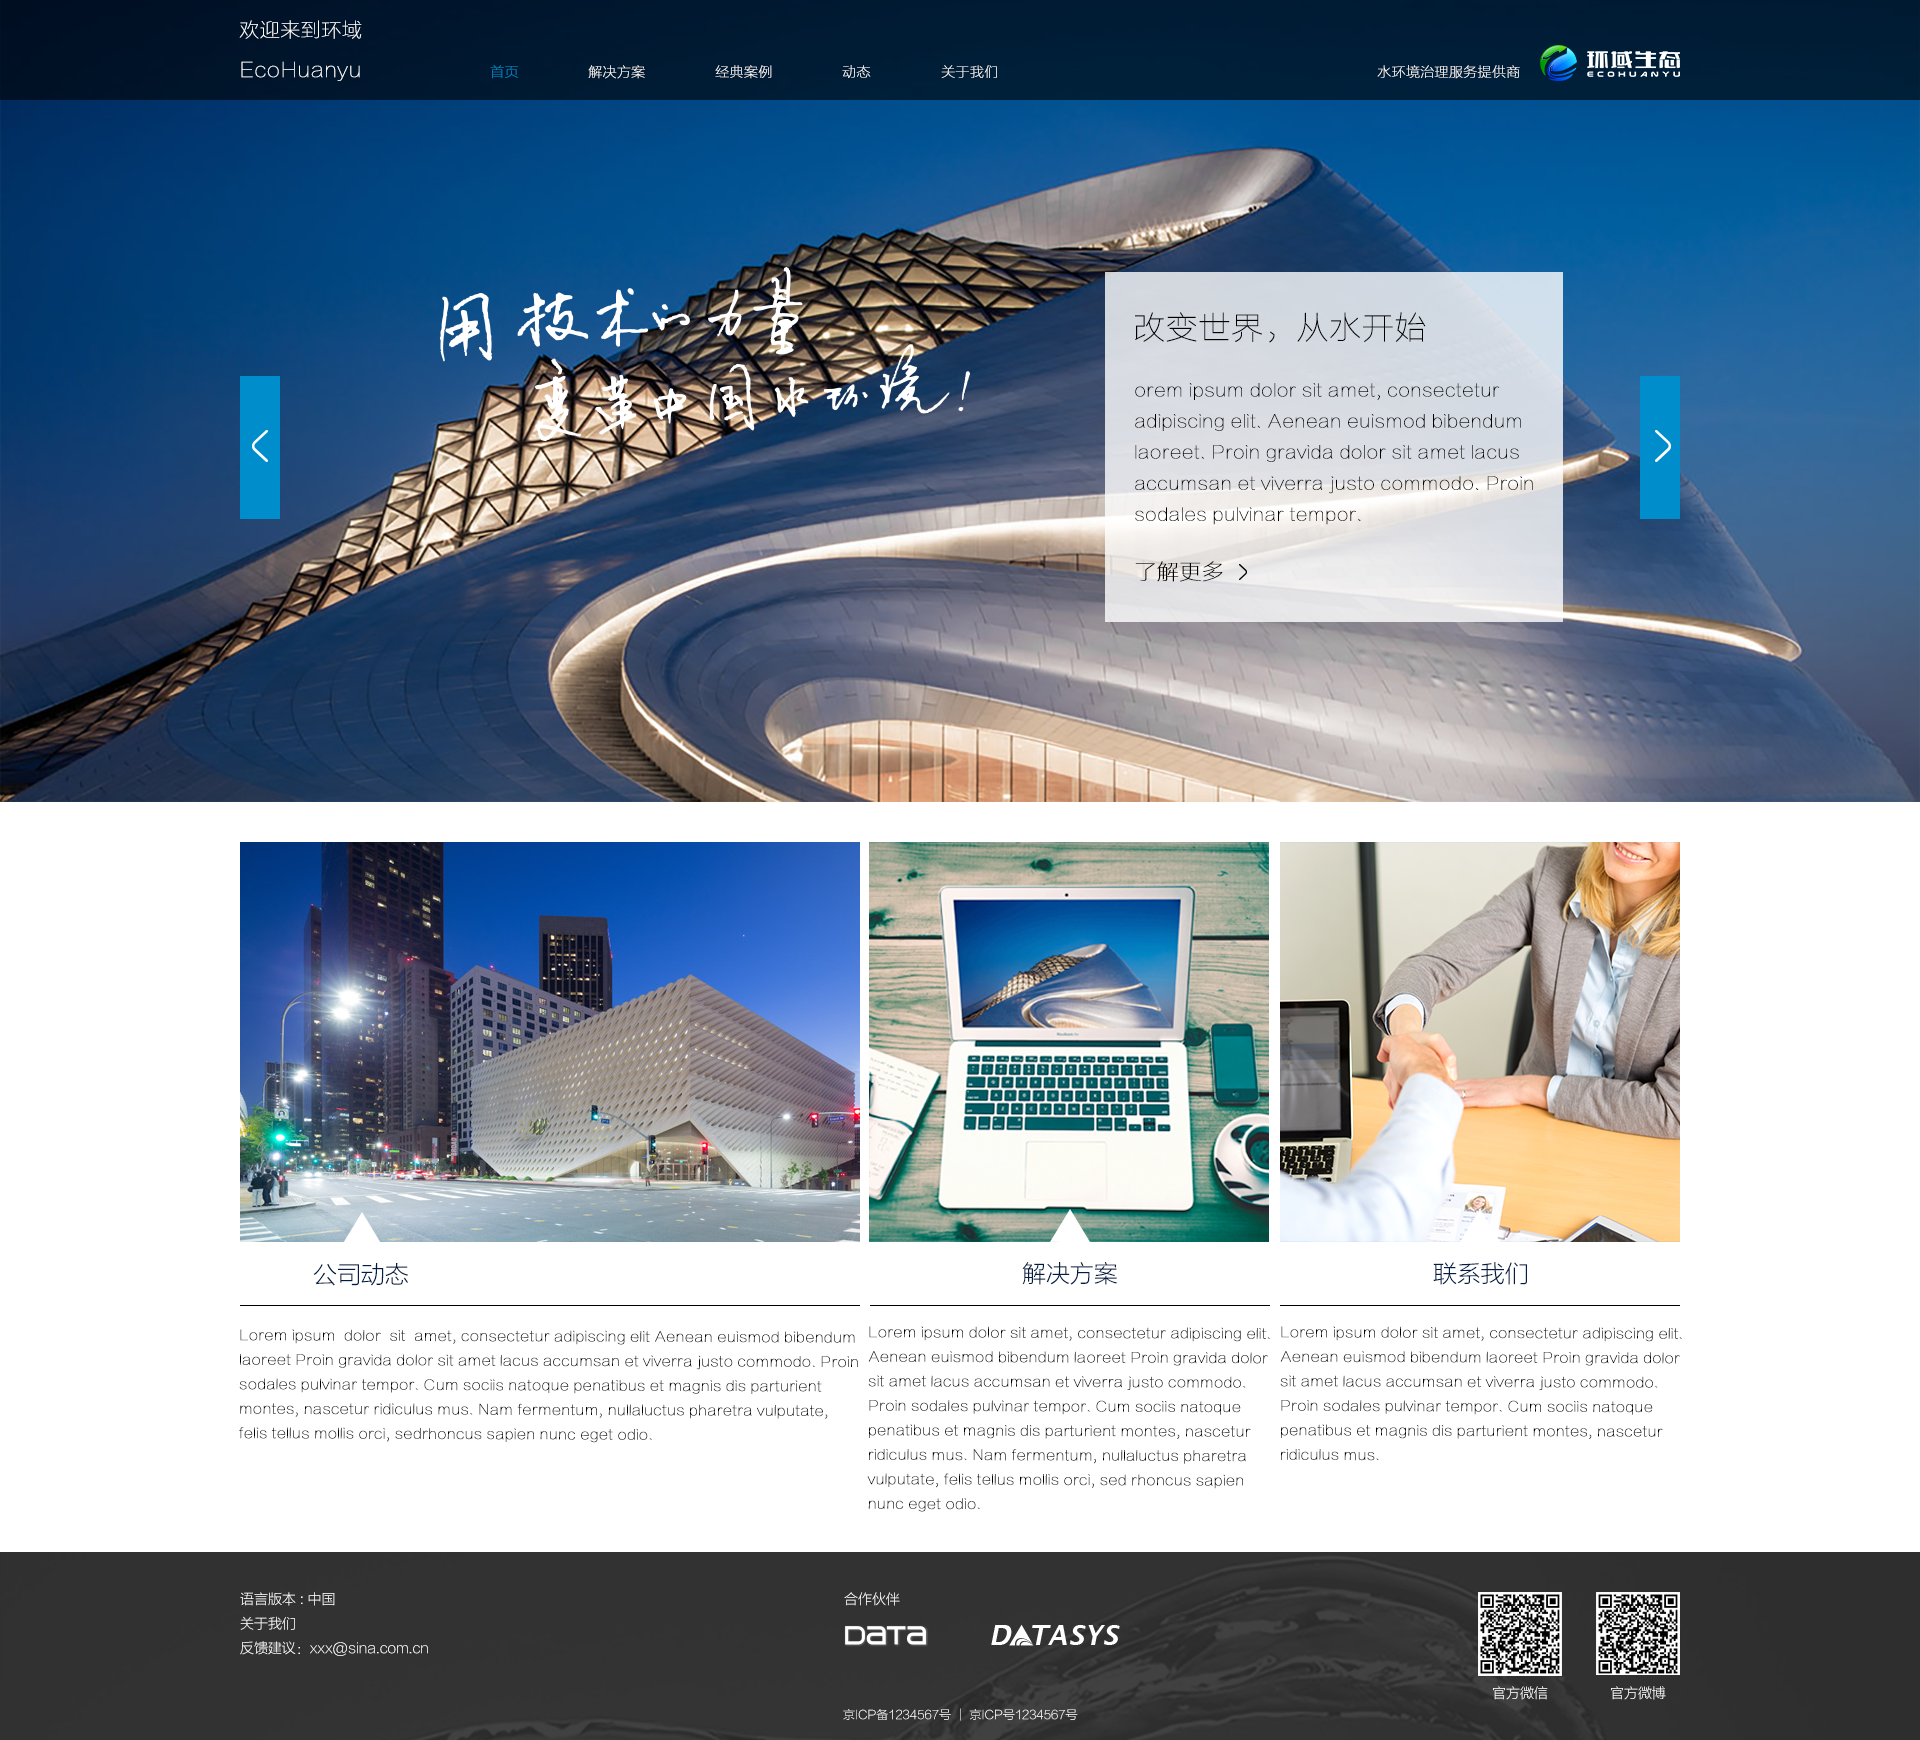 欢迎来到环域
EcoHuanyu
首页
解决方案
经典案例
动态
关于我们
水环境治理服务提供商
环域生态
ECOHUANYU
用技术的力量
变革中国水环境!
改变世界，从水开始
orem ipsum dolor sit amet, consectetur
adipiscing elit. Aenean euismod bibendum
laoreet. Proin gravida dolor sit amet lacus
accumsan et viverra justo commodo. Proin
sodales pulvinar tempor.
了解更多
公司动态
Lorem ipsum dolor sit amet, consectetur adipiscing elit Aenean euismod bibendum
laoreet Proin gravida dolor sit amet lacus accumsan et viverra justo commodo. Proin
sodales pulvinar tempor. Cum sociis natoque penatibus et magnis dis parturient
montes, nascetur ridiculus mus. Nam fermentum, nullaluctus pharetra vulputate,
felis tellus mollis orci, sedrhoncus sapien nunc eget odio.
解决方案
Lorem ipsum dolor sit amet, consectetur adipiscing elit.
Aenean euismod bibendum laoreet Proin gravida dolor
sit amet lacus accumsan et viverra justo commodo.
Proin sodales pulvinar tempor. Cum sociis natoque
penatibus et magnis dis parturient montes, nascetur
ridiculus mus. Nam fermentum, nullaluctus pharetra
vulputate, felis tellus mollis orci, sed rhoncus sapien
nunc eget odio.
联系我们
Lorem ipsum dolor sit amet, consectetur adipiscing elit.
Aenean euismod bibendum laoreet Proin gravida dolor
sit amet lacus accumsan et viverra justo commodo.
Proin sodales pulvinar tempor. Cum sociis natoque
penatibus et magnis dis parturient montes, nascetur
ridiculus mus.
语言版本 : 中国
关于我们
反馈建议：xxx@sina.com.cn
合作伙伴
DATA
DATASYS
京ICP备1234567号 | 京ICP号1234567号
官方微信
官方微博